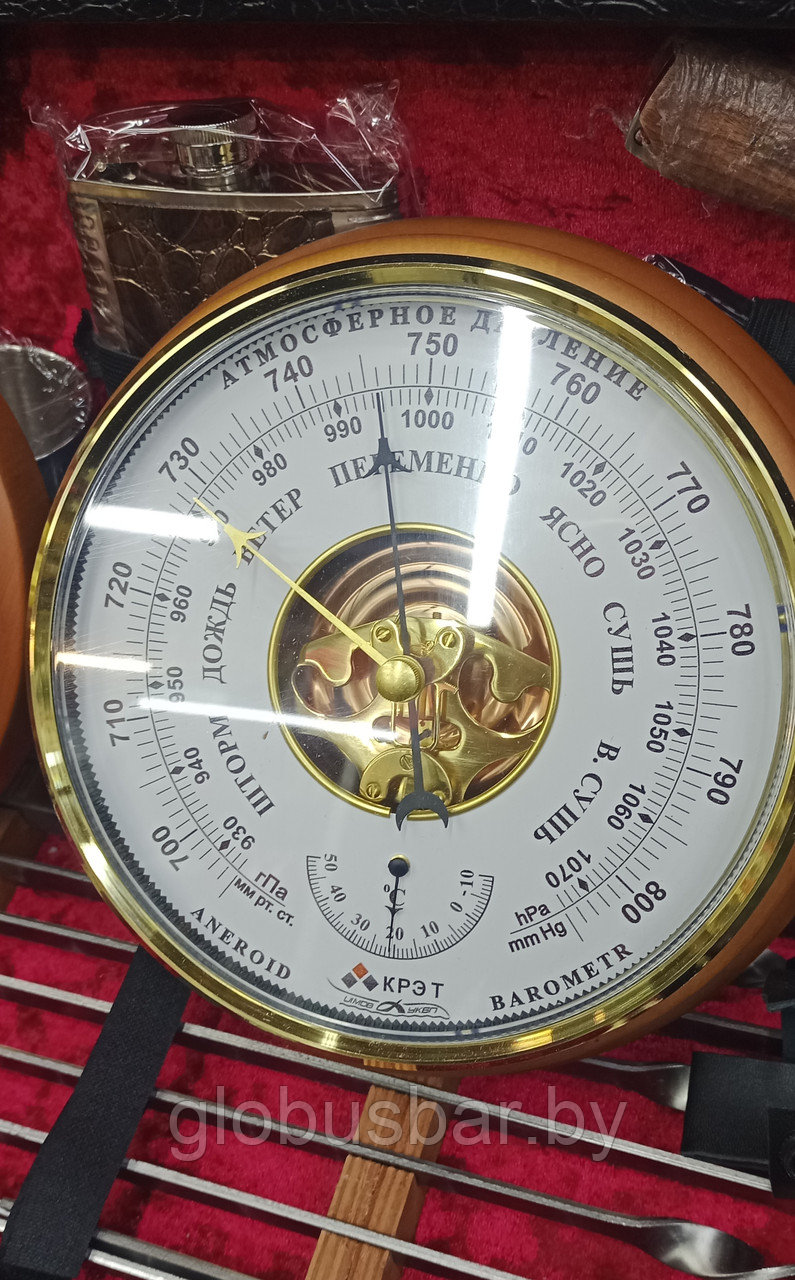 АТМОСФЕРНОЕ
700 710 720 730 740 750 760 770 780 790 800
930 940 950 960 980 990 1000 1020 1030 1040 1050 1060 1070
ШТОРМ ДОЖДЬ ВЕТЕР ЯСНО СУШЬ В. СУШЬ
гПа
мм рт. ст.
hPa
mm Hg
50 40 30 20 10 0 -10
°C
КРЭТ
ANEROID BAROMETR
globusbar.by